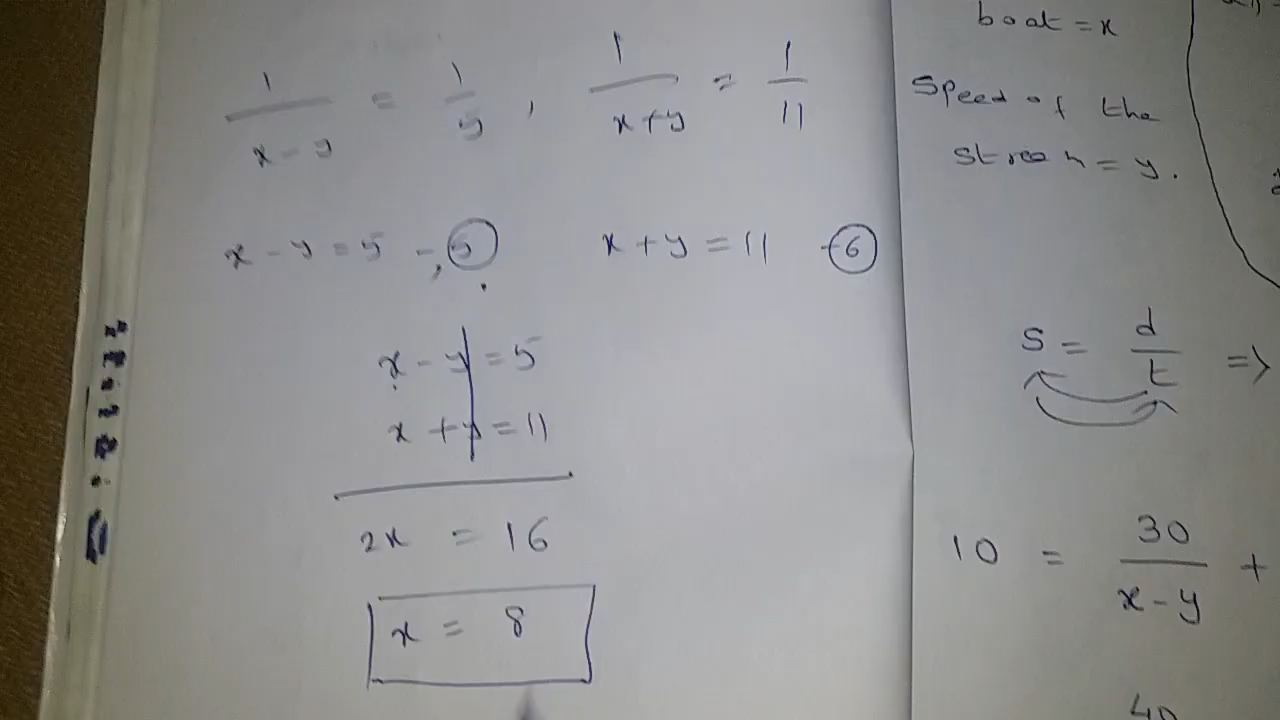 1/(x-y) = 1/5 , 1/(x+y) = 1/11
x - y = 5 - 5
x + y = 11 - 6
x - y = 5
x + y = 11
2x = 16
x = 8
boat = x
Speed of the
stream = y.
S = d/t =>
10 = 30/(x-y) +
40